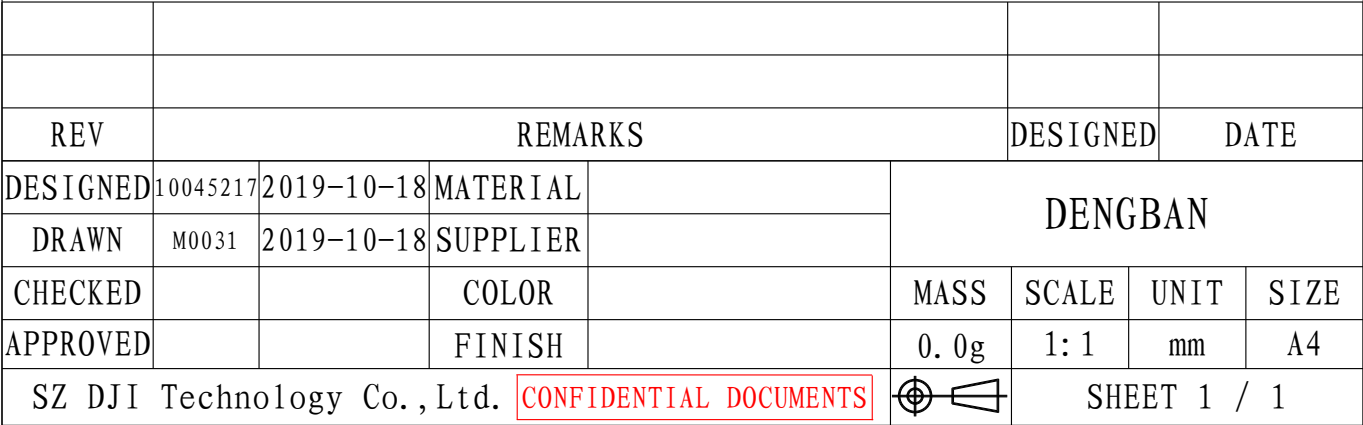 REV REMARKS DESIGNED DATE
DESIGNED 10045217 2019-10-18 MATERIAL
DENGBAN
DRAWN M0031 2019-10-18 SUPPLIER
CHECKED COLOR MASS SCALE UNIT SIZE
APPROVED FINISH 0.0g 1:1 mm A4
SZ DJI Technology Co.,Ltd. CONFIDENTIAL DOCUMENTS SHEET 1 / 1